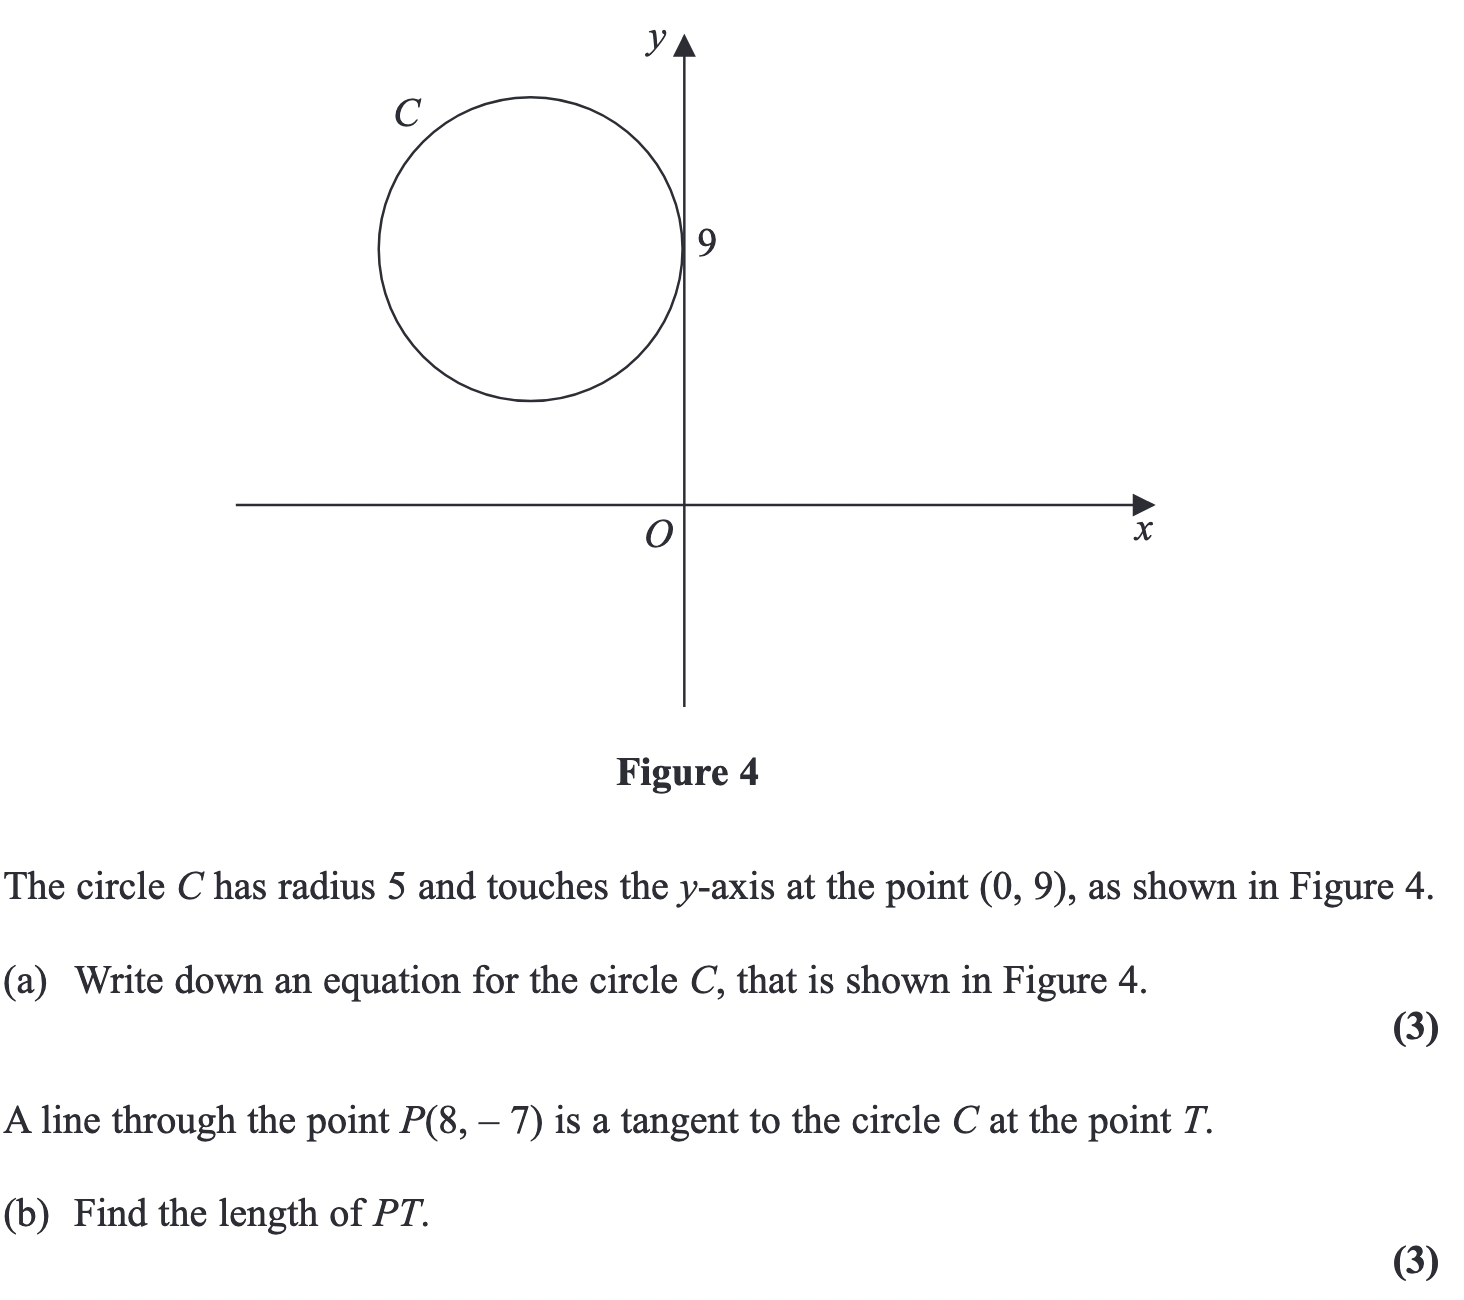 y
C
9
O
x
Figure 4
The circle C has radius 5 and touches the y-axis at the point (0, 9), as shown in Figure 4.
(a) Write down an equation for the circle C, that is shown in Figure 4.
(3)
A line through the point P(8, – 7) is a tangent to the circle C at the point T.
(b) Find the length of PT.
(3)